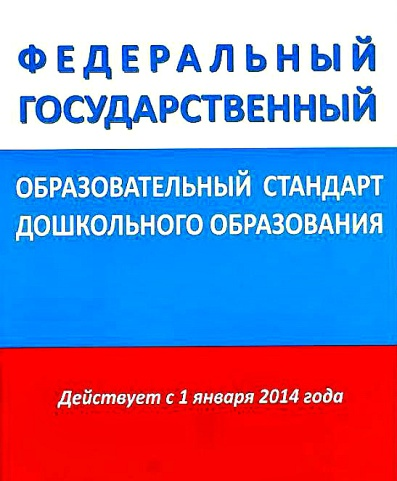 ФЕДЕРАЛЬНЫЙ
ГОСУДАРСТВЕННЫЙ
ОБРАЗОВАТЕЛЬНЫЙ СТАНДАРТ
ДОШКОЛЬНОГО ОБРАЗОВАНИЯ
Действует с 1 января 2014 года